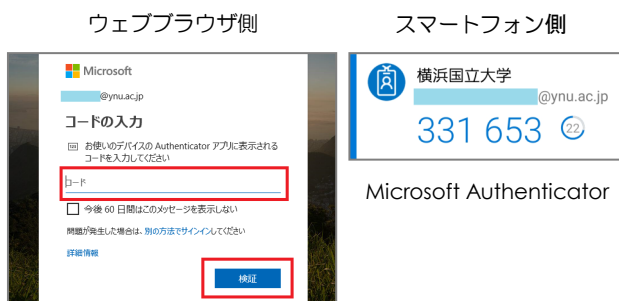 ウェブブラウザ側
スマートフォン側
Microsoft
@ynu.ac.jp
コードの入力
123 お使いのデバイスの Authenticator アプリに表示される
コードを入力してください
コード
今後 60 日間はこのメッセージを表示しない
問題が発生した場合は、別の方法でサインインしてください
詳細情報
検証
横浜国立大学
@ynu.ac.jp
331 653 22
Microsoft Authenticator